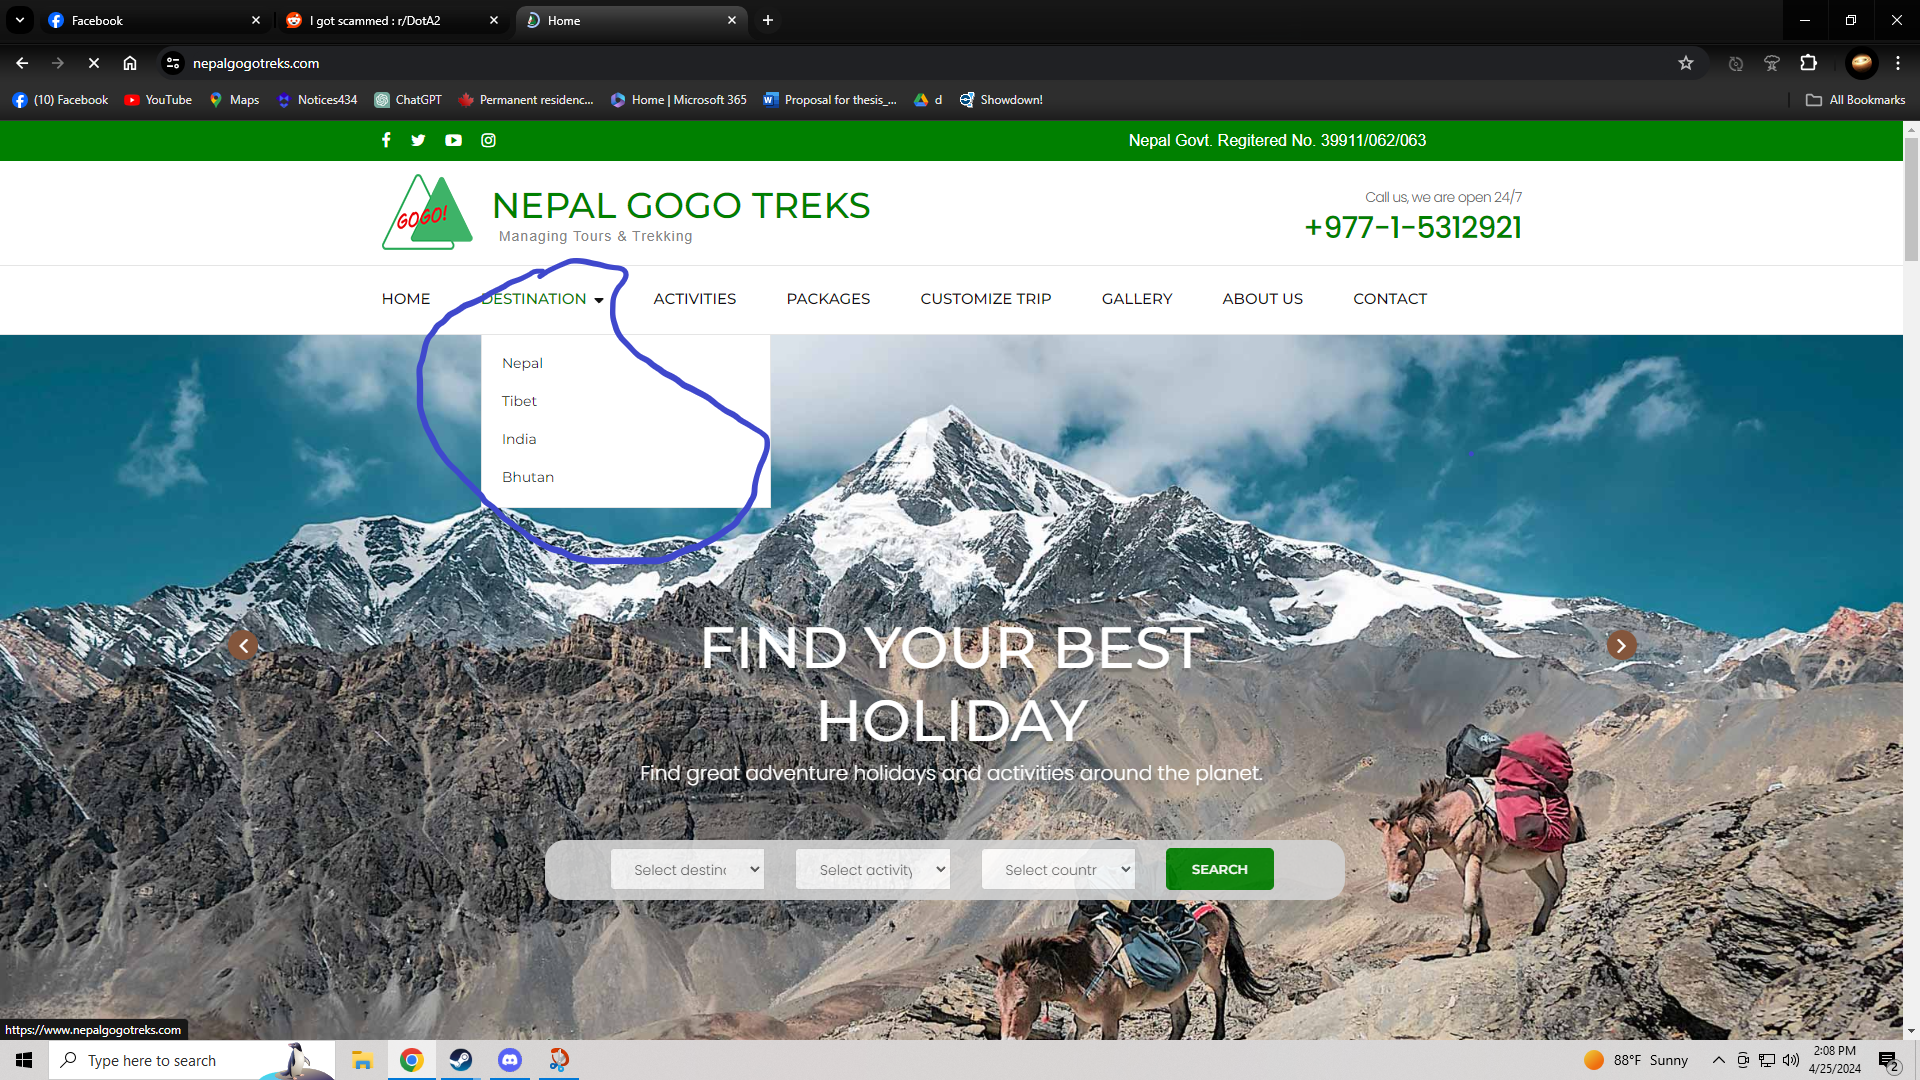 Facebook
I got scammed : r/DotA2
Home
nepalgogotreks.com
(10) Facebook
YouTube
Maps
Notices434
ChatGPT
Permanent residenc...
Home | Microsoft 365
Proposal for thesis_...
d
Showdown!
All Bookmarks
Nepal Govt. Regitered No. 39911/062/063
GOGO!
NEPAL GOGO TREKS
Managing Tours & Trekking
Call us, we are open 24/7
+977-1-5312921
HOME
DESTINATION
ACTIVITIES
PACKAGES
CUSTOMIZE TRIP
GALLERY
ABOUT US
CONTACT
Nepal
Tibet
India
Bhutan
FIND YOUR BEST
HOLIDAY
Find great adventure holidays and activities around the planet.
Select destin
Select activity
Select countr
SEARCH
https://www.nepalgogotreks.com
Type here to search
88°F Sunny
2:08 PM
4/25/2024
2